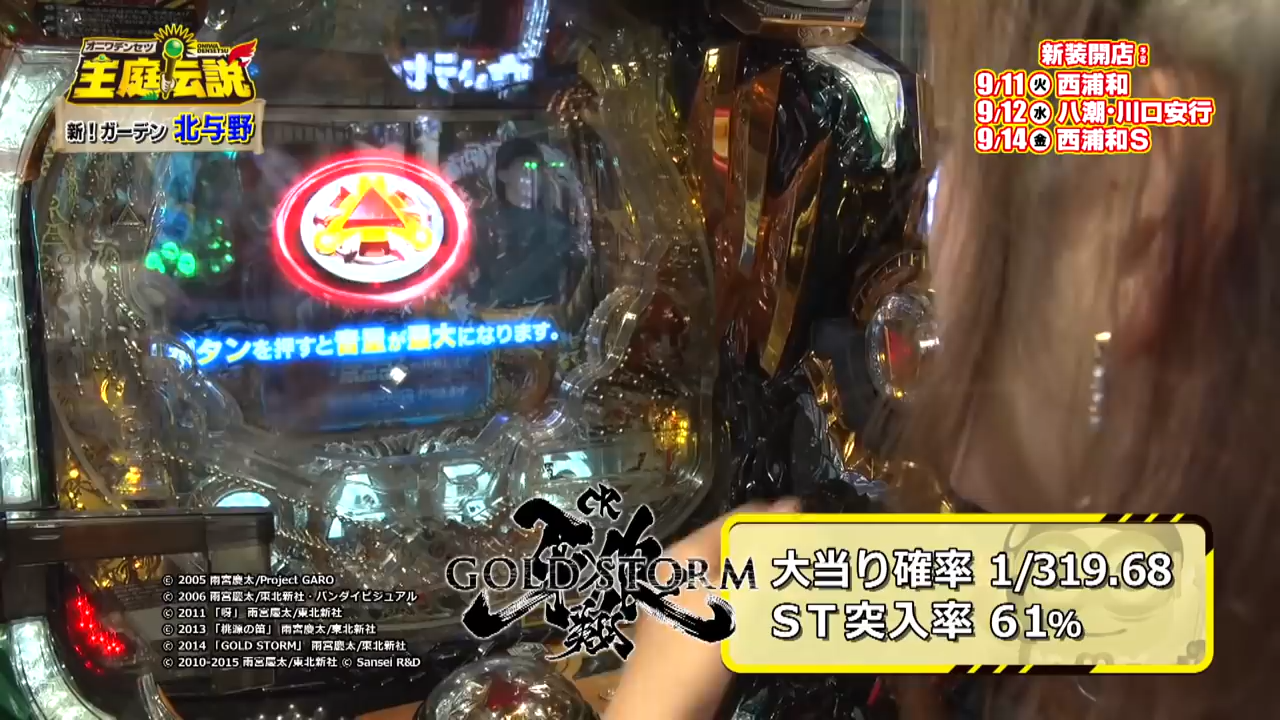 オニワデンセツ
ONIWA DENSETSU
主庭伝説
新！ガーデン 北与野
新装開店
9/11 火 西浦和
9/12 水 八潮・川口安行
9/14 金 西浦和S
ボタンを押すと音量が最大になります。
CR
牙狼
GOLD STORM
翔
大当り確率 1/319.68
ST突入率 61%
© 2005 雨宮慶太/Project GARO
© 2006 雨宮慶太/東北新社・バンダイビジュアル
© 2011 「呀」 雨宮慶太/東北新社
© 2013 「桃源の笛」 雨宮慶太/東北新社
© 2014 「GOLD STORM」 雨宮慶太/東北新社
© 2010-2015 雨宮慶太/東北新社 © Sansei R&D